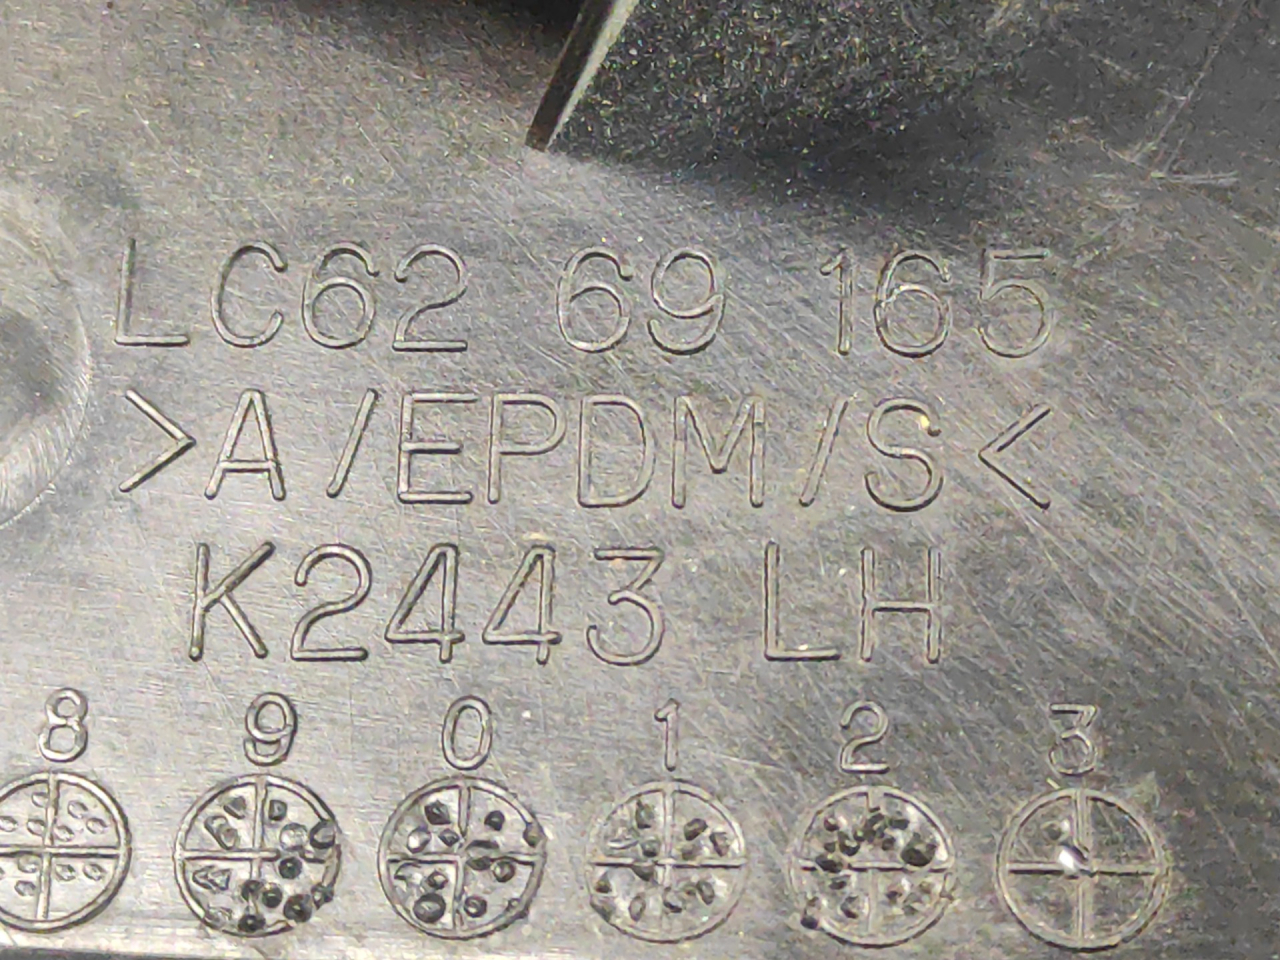 LC62 69 165
>A/EPDM/S<
K2443 LH
8 9 0 1 2 3